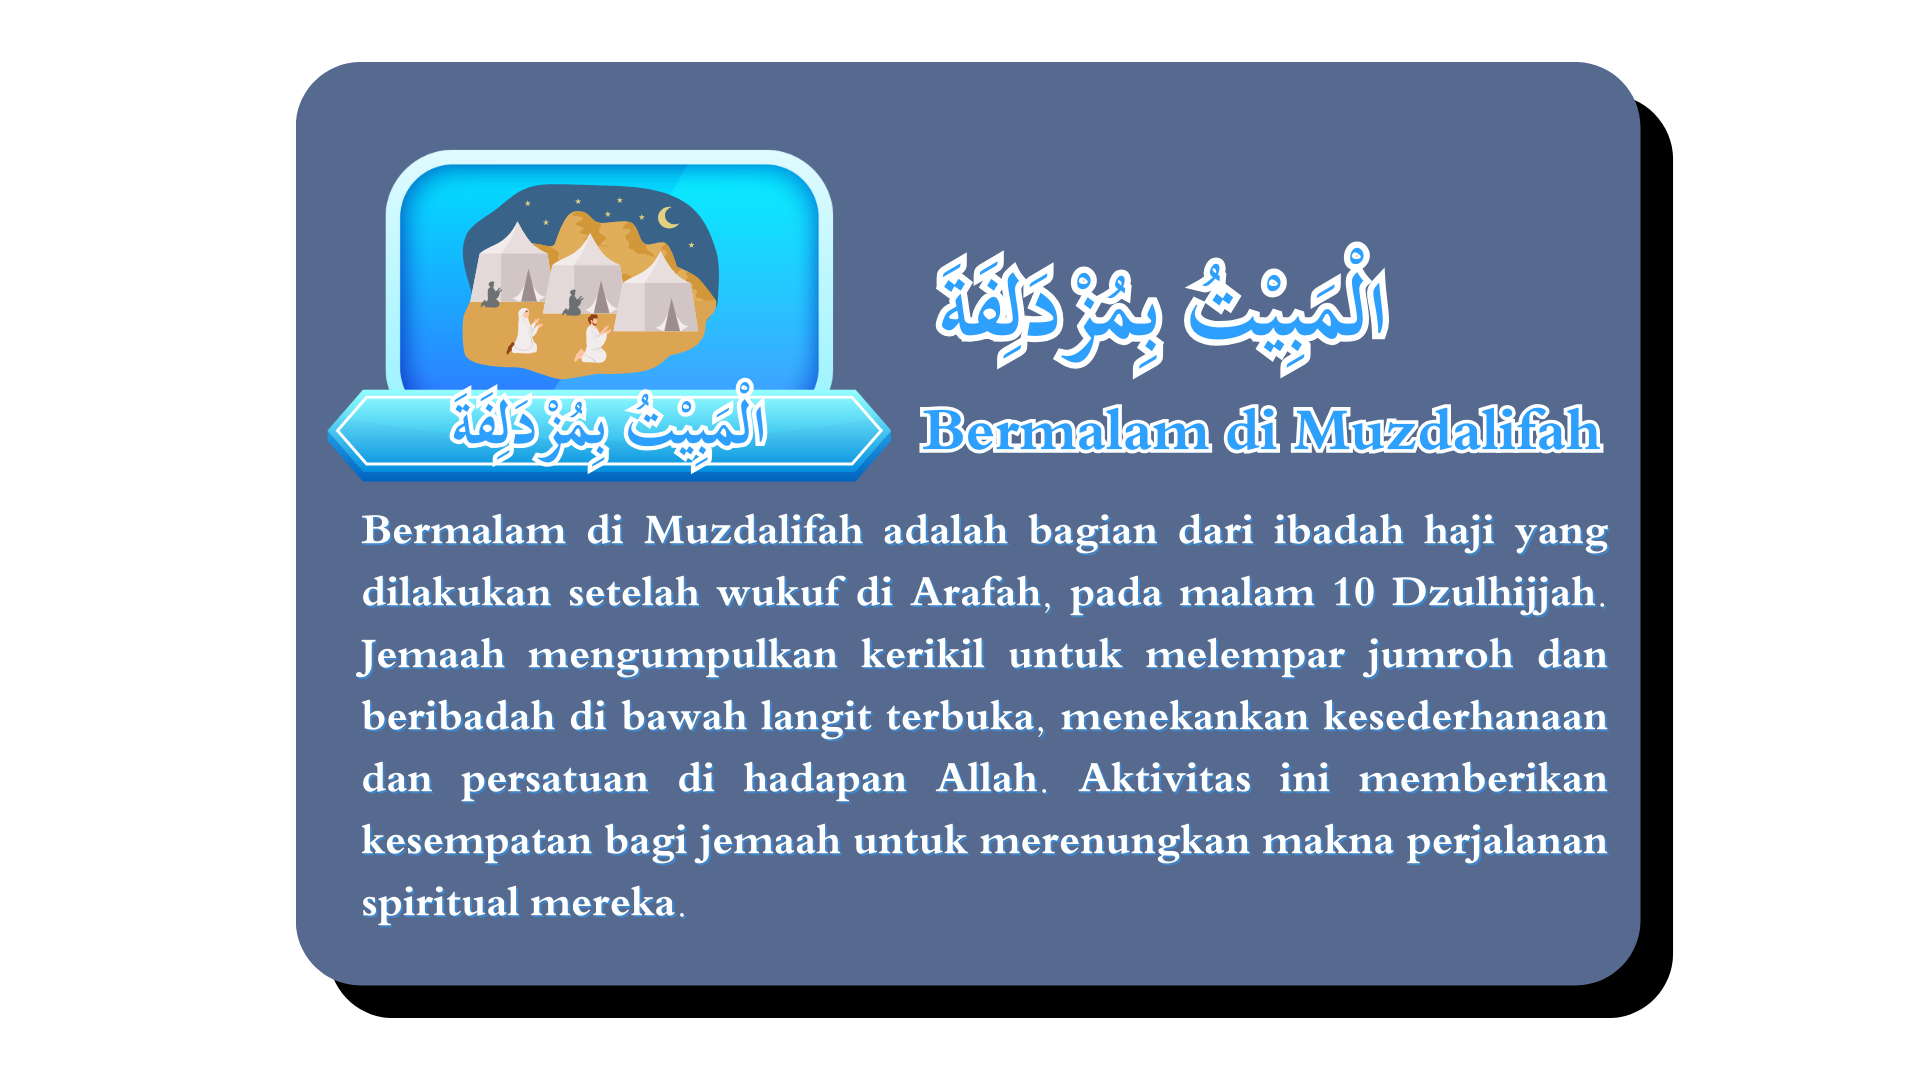 الْمَبِيْتُ بِمُزْدَلِفَةَ
الْمَبِيْتُ بِمُزْدَلِفَةَ
Bermalam di Muzdalifah
Bermalam di Muzdalifah adalah bagian dari ibadah haji yang
dilakukan setelah wukuf di Arafah, pada malam 10 Dzulhijjah.
Jemaah mengumpulkan kerikil untuk melempar jumroh dan
beribadah di bawah langit terbuka, menekankan kesederhanaan
dan persatuan di hadapan Allah. Aktivitas ini memberikan
kesempatan bagi jemaah untuk merenungkan makna perjalanan
spiritual mereka.